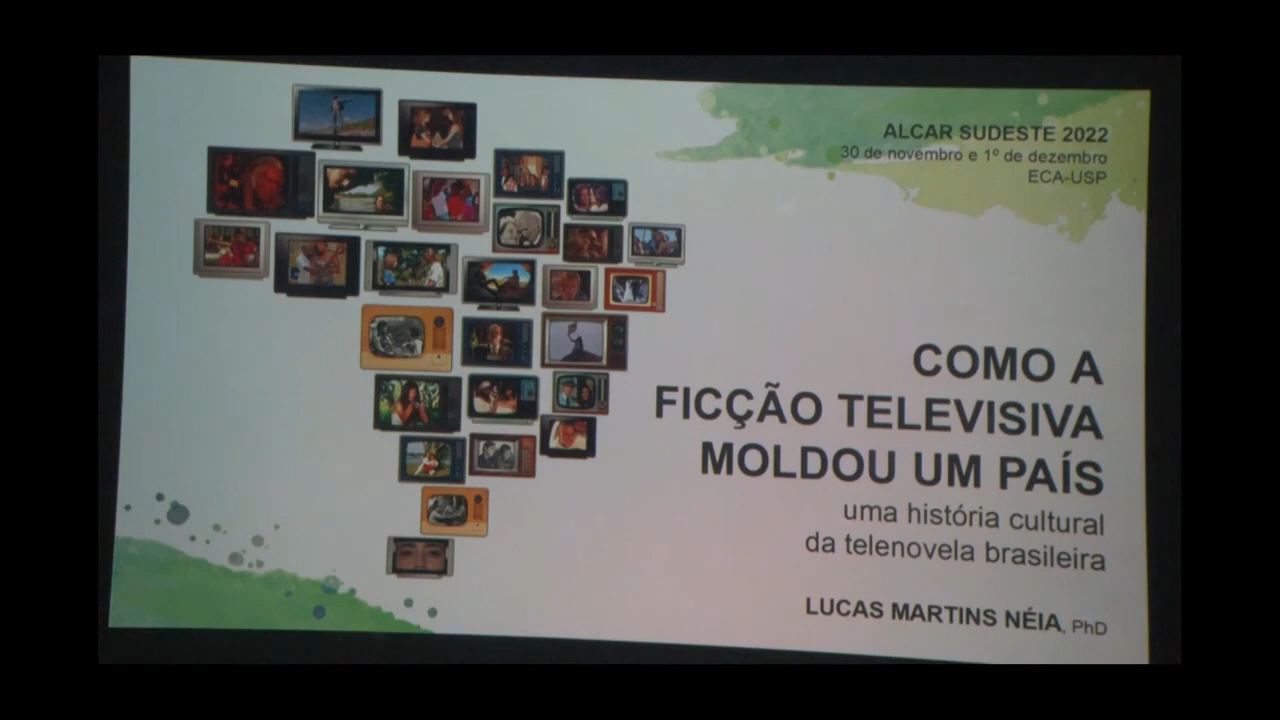 ALCAR SUDESTE 2022
30 de novembro e 1º de dezembro
ECA-USP
COMO A
FICÇÃO TELEVISIVA
MOLDOU UM PAÍS
uma história cultural
da telenovela brasileira
LUCAS MARTINS NÉIA, PhD